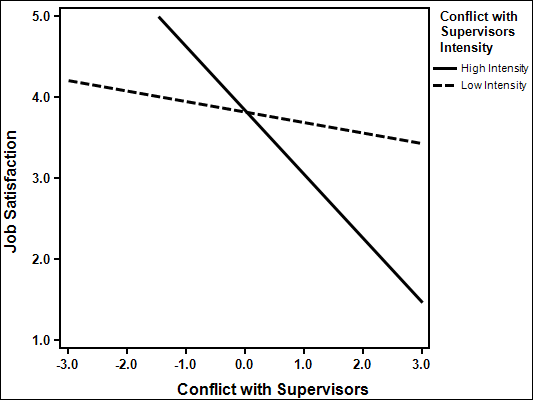 Conflict with
Supervisors
Intensity
High Intensity
Low Intensity
Job Satisfaction
5.0
4.0
3.0
2.0
1.0
-3.0 -2.0 -1.0 0.0 1.0 2.0 3.0
Conflict with Supervisors